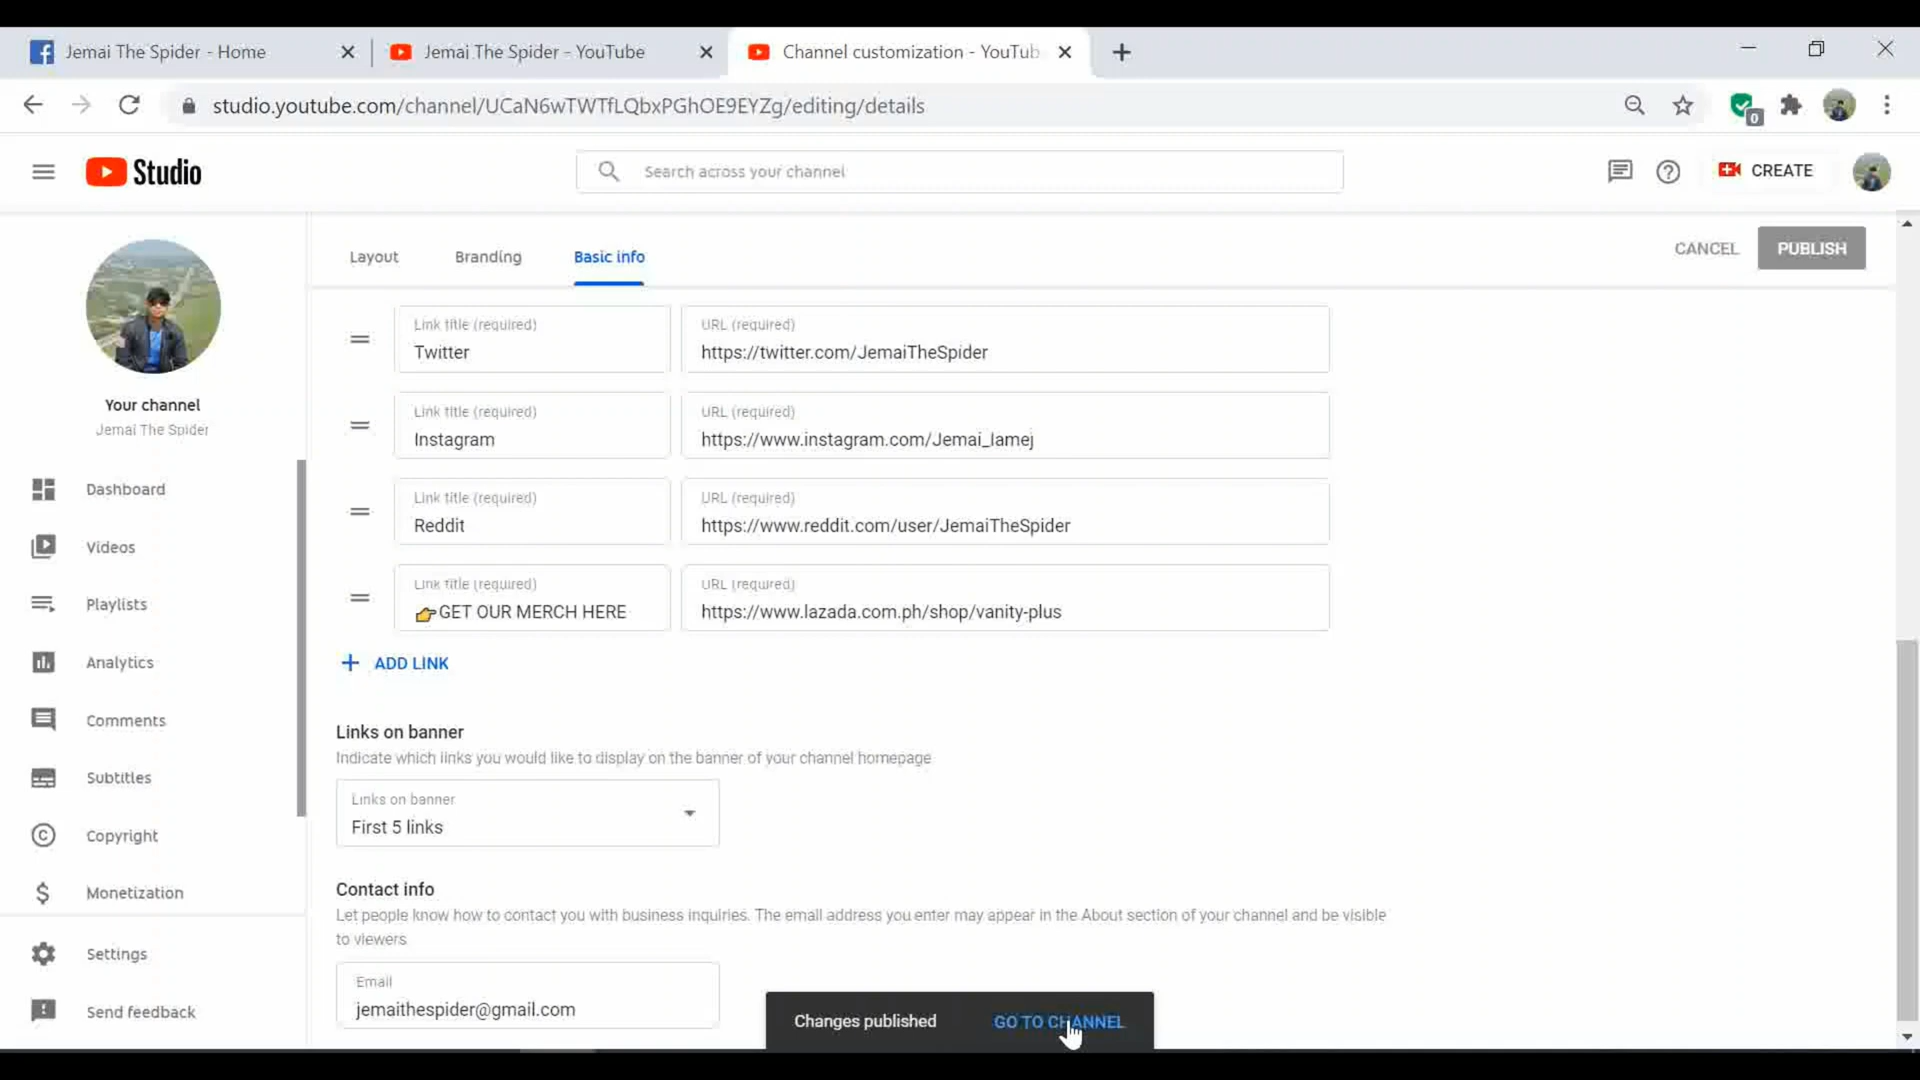 Jemai The Spider - Home
Jemai The Spider - YouTube
Channel customization - YouTub
studio.youtube.com/channel/UCaN6wTWTfLQbxPGhOE9EYZg/editing/details
0
Studio
Search across your channel
CREATE
Layout
Branding
Basic info
CANCEL
PUBLISH
Your channel
Jemai The Spider
Dashboard
Videos
Playlists
Analytics
Comments
Subtitles
Copyright
Monetization
Settings
Send feedback
Link title (required)
Twitter
URL (required)
https://twitter.com/JemaiTheSpider
Link title (required)
Instagram
URL (required)
https://www.instagram.com/Jemai_Iamej
Link title (required)
Reddit
URL (required)
https://www.reddit.com/user/JemaiTheSpider
Link title (required)
👉GET OUR MERCH HERE
URL (required)
https://www.lazada.com.ph/shop/vanity-plus
ADD LINK
Links on banner
Indicate which links you would like to display on the banner of your channel homepage
Links on banner
First 5 links
Contact info
Let people know how to contact you with business inquiries. The email address you enter may appear in the About section of your channel and be visible
to viewers
Email
jemaithespider@gmail.com
Changes published
GO TO CHANNEL